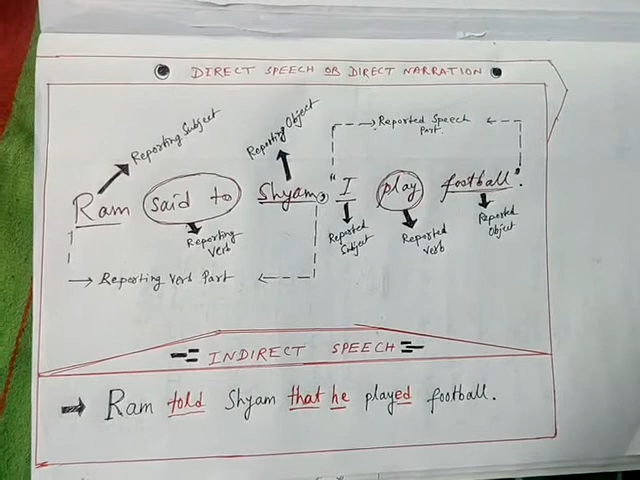 DIRECT SPEECH OR DIRECT NARRATION
Reporting Subject
Reporting Object
Reported Speech
Part.
Ram said to Shyam, "I play football".
Reporting
Verb
Reported
Subject
Reported
verb
Reported
Object
Reporting Verb Part
INDIRECT SPEECH
Ram told Shyam that he played football.